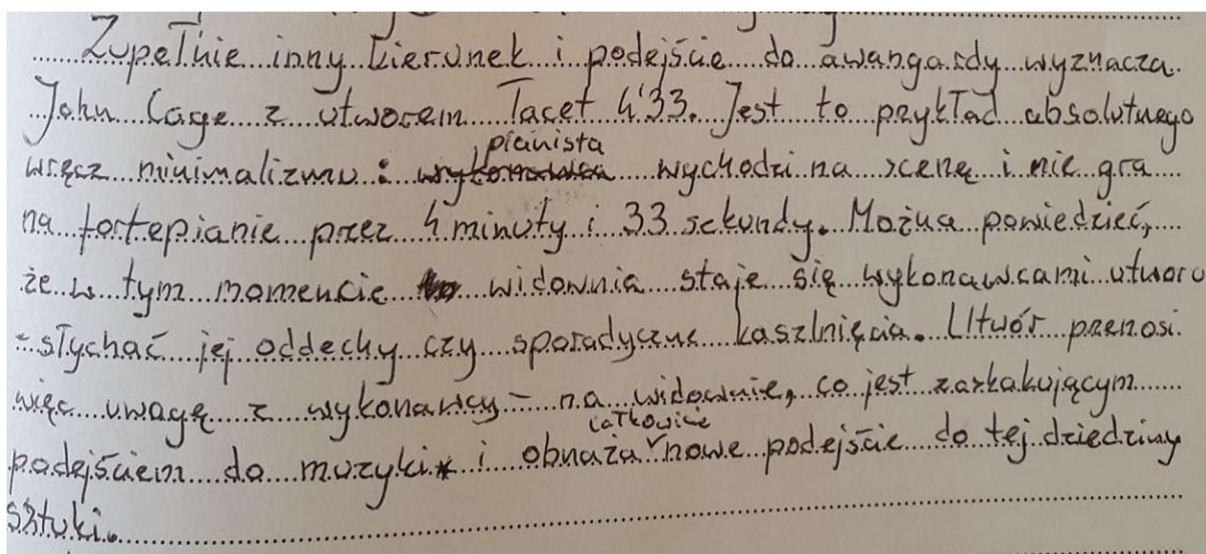 Zupełnie inny kierunek i podejście do awangardy wyznacza
John Cage z utworem Tacet 4'33. Jest to przykład absolutnego
pianista
wręcz minimalizmu: wykonawca wychodzi na scenę i nie gra
na fortepianie przez 4 minuty i 33 sekundy. Można powiedzieć,
że w tym momencie widownia staje się wykonawcami utworu
- słychać jej oddechy czy sporadyczne kaszlnięcia. Utwór przenosi
więc uwagę z wykonawcy - na widownie, co jest zaskakującym
całkowicie
podejściem do muzyki i obnaża nowe podejście do tej dziedziny
sztuki.